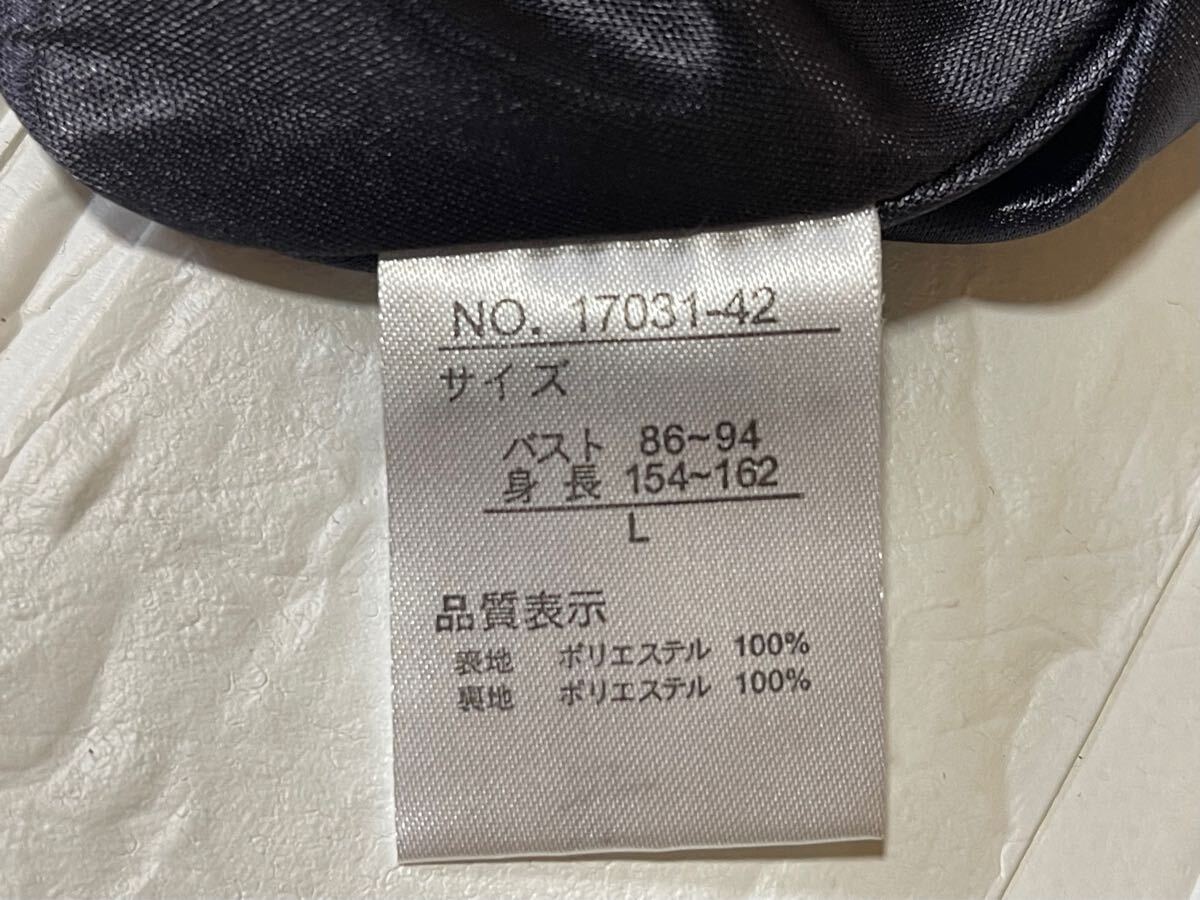 NO. 17031-42
サイズ
バスト 86~94
身 長 154~162
L
品質表示
表地 ポリエステル 100%
裏地 ポリエステル 100%